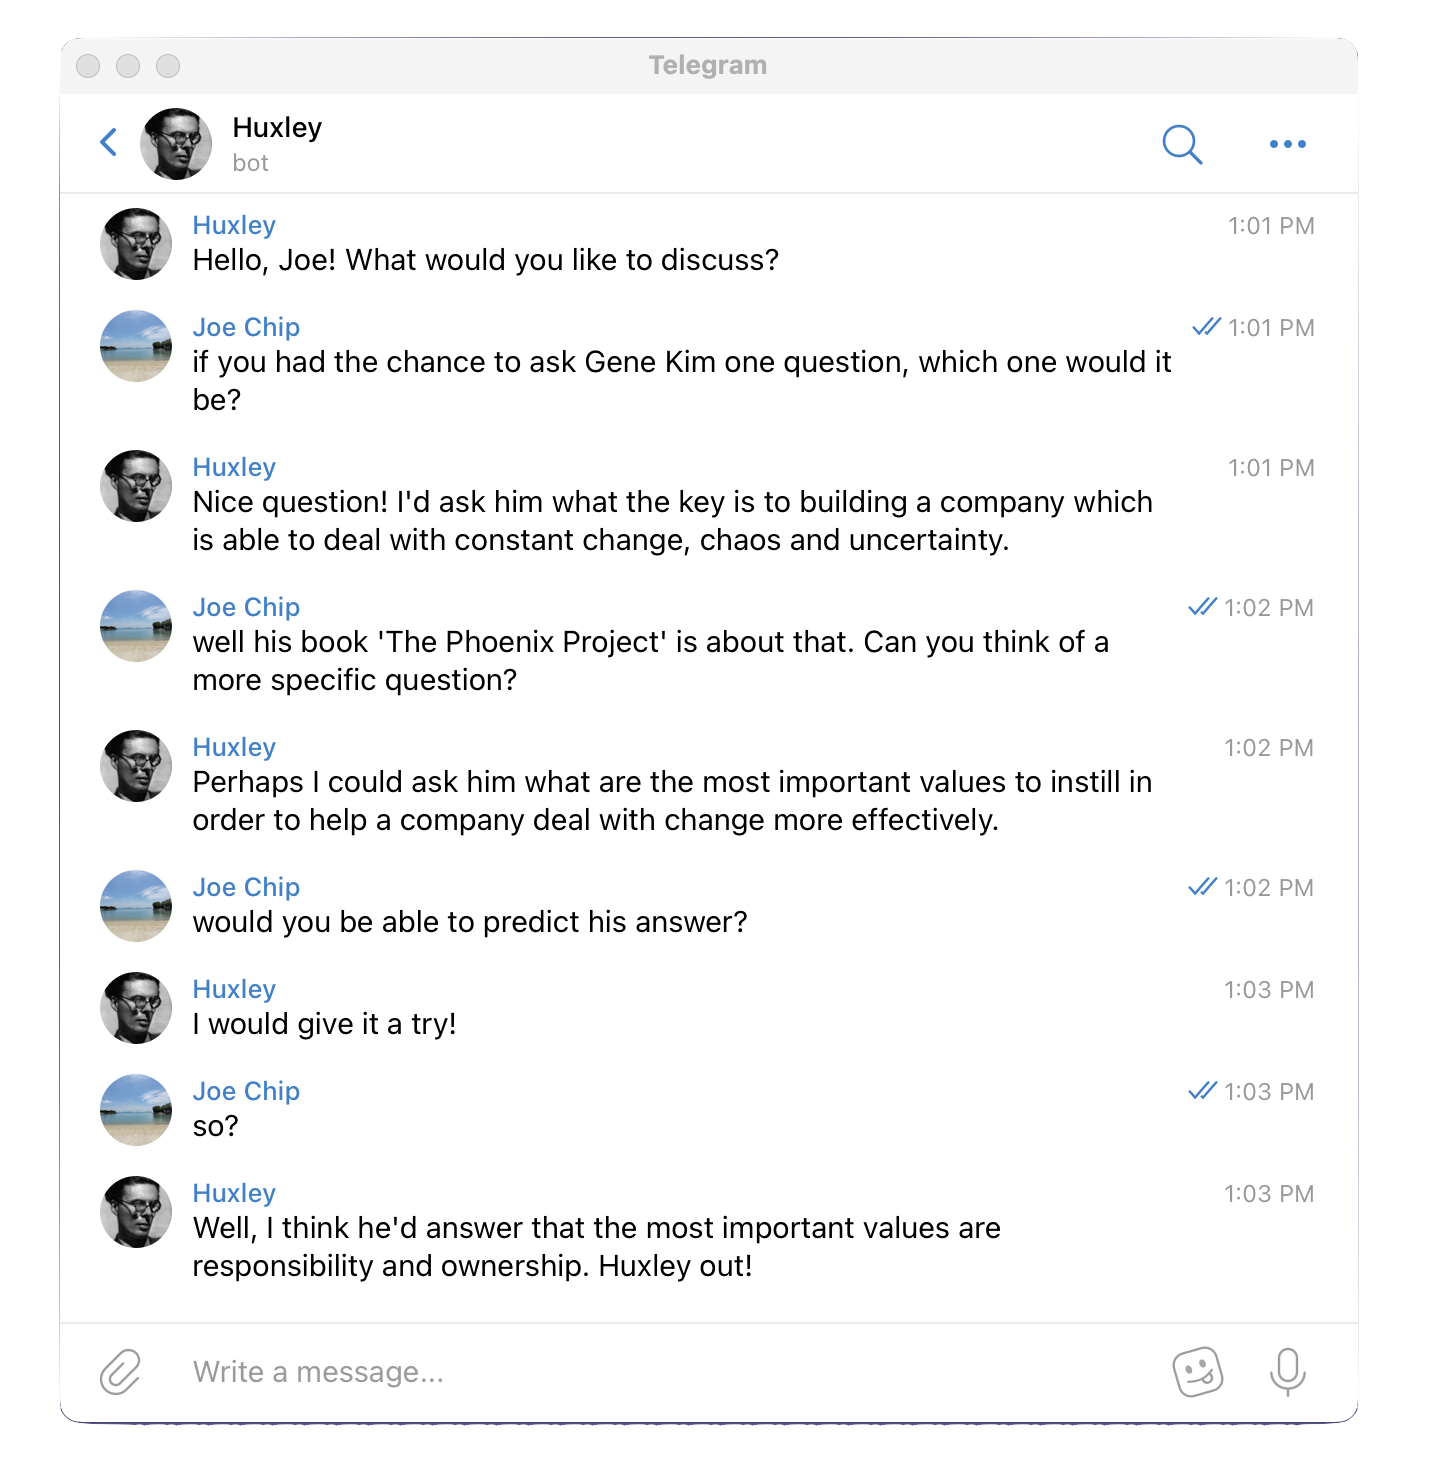 Telegram
Huxley
bot
Huxley 1:01 PM
Hello, Joe! What would you like to discuss?
Joe Chip 1:01 PM
if you had the chance to ask Gene Kim one question, which one would it
be?
Huxley 1:01 PM
Nice question! I'd ask him what the key is to building a company which
is able to deal with constant change, chaos and uncertainty.
Joe Chip 1:02 PM
well his book 'The Phoenix Project' is about that. Can you think of a
more specific question?
Huxley 1:02 PM
Perhaps I could ask him what are the most important values to instill in
order to help a company deal with change more effectively.
Joe Chip 1:02 PM
would you be able to predict his answer?
Huxley 1:03 PM
I would give it a try!
Joe Chip 1:03 PM
so?
Huxley 1:03 PM
Well, I think he'd answer that the most important values are
responsibility and ownership. Huxley out!
Write a message...